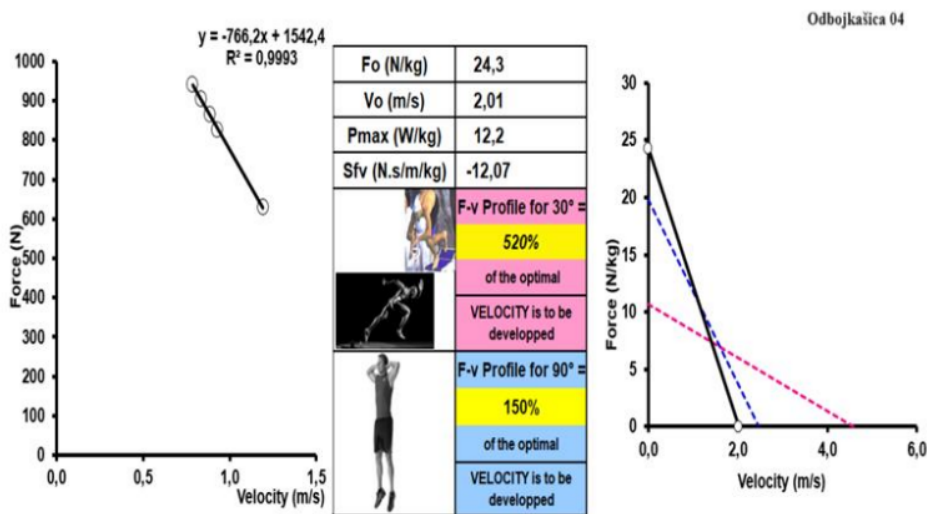 Odbojkašica 04
y = -766,2x + 1542,4
R² = 0,9993
Force (N)
1000
900
800
700
600
500
400
300
200
100
0
0,0 0,5 1,0 1,5
Velocity (m/s)
Fo (N/kg) 24,3
Vo (m/s) 2,01
Pmax (W/kg) 12,2
Sfv (N.s/m/kg) -12,07
F-v Profile for 30° =
520%
of the optimal
VELOCITY is to be
developped
F-v Profile for 90° =
150%
of the optimal
VELOCITY is to be
developped
Force (N/kg)
30
25
20
15
10
5
0
0,0 2,0 4,0 6,0
Velocity (m/s)